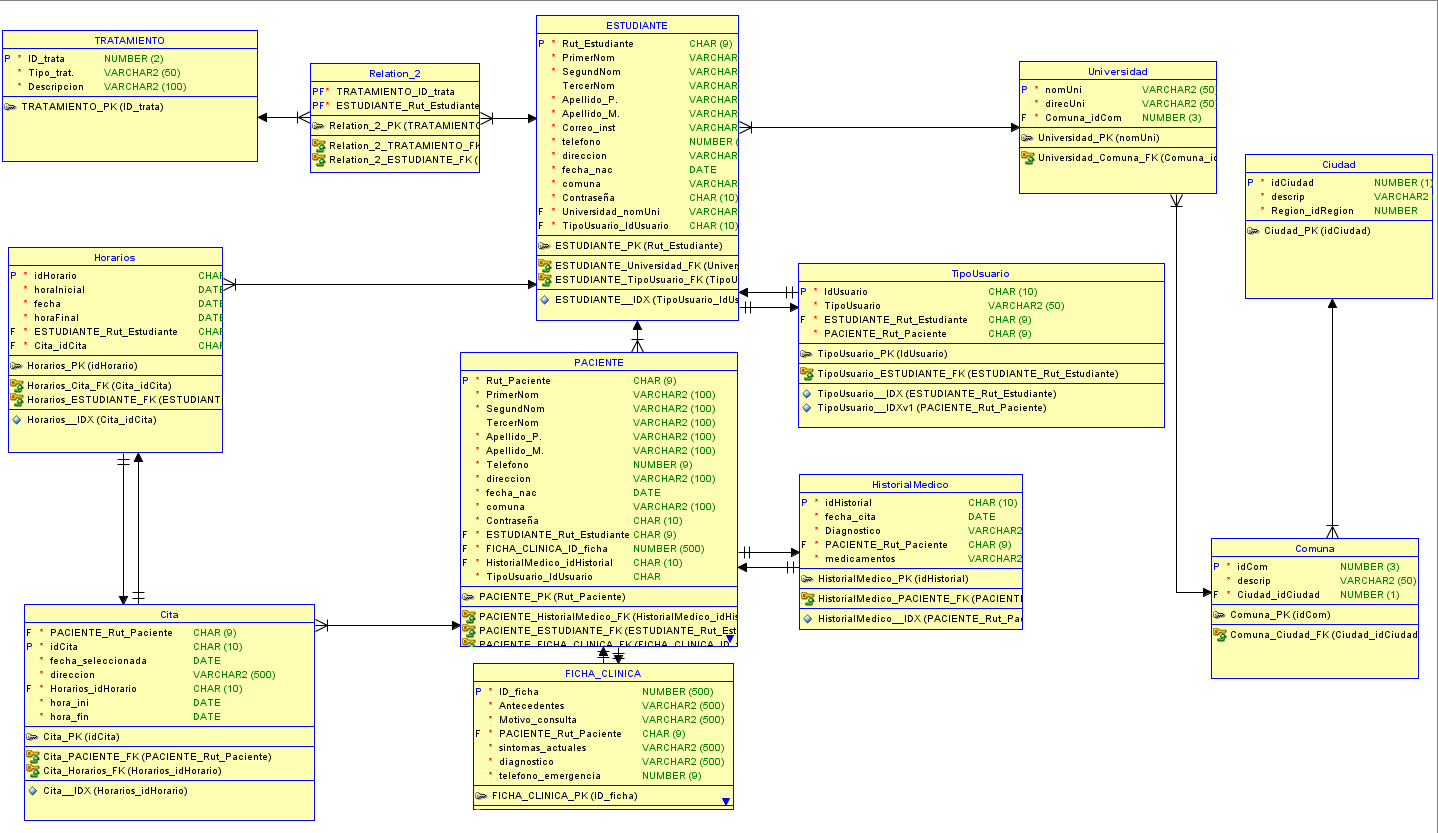 TRATAMIENTO
P * ID_trata NUMBER (2)
* Tipo_trat. VARCHAR2 (50)
* Descripcion VARCHAR2 (100)
TRATAMIENTO_PK (ID_trata)
Relation_2
PF* TRATAMIENTO_ID_trata
PF* ESTUDIANTE_Rut_Estudiante
Relation_2_PK (TRATAMIENTO
Relation_2_TRATAMIENTO_FK
Relation_2_ESTUDIANTE_FK (
ESTUDIANTE
P * Rut_Estudiante CHAR (9)
* PrimerNom VARCHAR
* SegundNom VARCHAR
TercerNom VARCHAR
* Apellido_P. VARCHAR
* Apellido_M. VARCHAR
* Correo_inst VARCHAR
* telefono NUMBER (
* direccion VARCHAR
* fecha_nac DATE
* comuna VARCHAR
* Contraseña CHAR (10)
F * Universidad_nomUni VARCHAR
F * TipoUsuario_IdUsuario CHAR (10)
ESTUDIANTE_PK (Rut_Estudiante)
ESTUDIANTE_Universidad_FK (Univer
ESTUDIANTE_TipoUsuario_FK (TipoU
ESTUDIANTE__IDX (TipoUsuario_IdUs
Universidad
P * nomUni VARCHAR2 (50
* direcUni VARCHAR2 (50
F * Comuna_idCom NUMBER (3)
Universidad_PK (nomUni)
Universidad_Comuna_FK (Comuna_id
Ciudad
P * idCiudad NUMBER (1)
* descrip VARCHAR2
* Region_idRegion NUMBER
Ciudad_PK (idCiudad)
Horarios
P * idHorario CHAR
* horaInicial DATE
* fecha DATE
* horaFinal DATE
F * ESTUDIANTE_Rut_Estudiante CHAR
F * Cita_idCita CHAR
Horarios_PK (idHorario)
Horarios_Cita_FK (Cita_idCita)
Horarios_ESTUDIANTE_FK (ESTUDIANT
Horarios__IDX (Cita_idCita)
TipoUsuario
P * IdUsuario CHAR (10)
* TipoUsuario VARCHAR2 (50)
F * ESTUDIANTE_Rut_Estudiante CHAR (9)
* PACIENTE_Rut_Paciente CHAR (9)
TipoUsuario_PK (IdUsuario)
TipoUsuario_ESTUDIANTE_FK (ESTUDIANTE_Rut_Estudiante)
TipoUsuario__IDX (ESTUDIANTE_Rut_Estudiante)
TipoUsuario__IDXv1 (PACIENTE_Rut_Paciente)
PACIENTE
P * Rut_Paciente CHAR (9)
* PrimerNom VARCHAR2 (100)
* SegundNom VARCHAR2 (100)
TercerNom VARCHAR2 (100)
* Apellido_P. VARCHAR2 (100)
* Apellido_M. VARCHAR2 (100)
* Telefono NUMBER (9)
* direccion VARCHAR2 (100)
* fecha_nac DATE
* comuna VARCHAR2 (100)
* Contraseña CHAR (10)
F * ESTUDIANTE_Rut_Estudiante CHAR (9)
F * FICHA_CLINICA_ID_ficha NUMBER (500)
F * HistorialMedico_idHistorial CHAR (10)
* TipoUsuario_IdUsuario CHAR
PACIENTE_PK (Rut_Paciente)
PACIENTE_HistorialMedico_FK (HistorialMedico_idHis
PACIENTE_ESTUDIANTE_FK (ESTUDIANTE_Rut_Est
PACIENTE_FICHA_CLINICA_FK (FICHA_CLINICA_ID_
HistorialMedico
P * idHistorial CHAR (10)
* fecha_cita DATE
* Diagnostico VARCHAR2
F * PACIENTE_Rut_Paciente CHAR (9)
* medicamentos VARCHAR2
HistorialMedico_PK (idHistorial)
HistorialMedico_PACIENTE_FK (PACIENT
HistorialMedico__IDX (PACIENTE_Rut_Pa
Comuna
P * idCom NUMBER (3)
* descrip VARCHAR2 (50)
F * Ciudad_idCiudad NUMBER (1)
Comuna_PK (idCom)
Comuna_Ciudad_FK (Ciudad_idCiudad
Cita
F * PACIENTE_Rut_Paciente CHAR (9)
P * idCita CHAR (10)
* fecha_seleccionada DATE
* direccion VARCHAR2 (500)
F * Horarios_idHorario CHAR (10)
* hora_ini DATE
* hora_fin DATE
Cita_PK (idCita)
Cita_PACIENTE_FK (PACIENTE_Rut_Paciente)
Cita_Horarios_FK (Horarios_idHorario)
Cita__IDX (Horarios_idHorario)
FICHA_CLINICA
P * ID_ficha NUMBER (500)
* Antecedentes VARCHAR2 (500)
* Motivo_consulta VARCHAR2 (500)
F * PACIENTE_Rut_Paciente CHAR (9)
* sintomas_actuales VARCHAR2 (500)
* diagnostico VARCHAR2 (500)
* telefono_emergencia NUMBER (9)
FICHA_CLINICA_PK (ID_ficha)